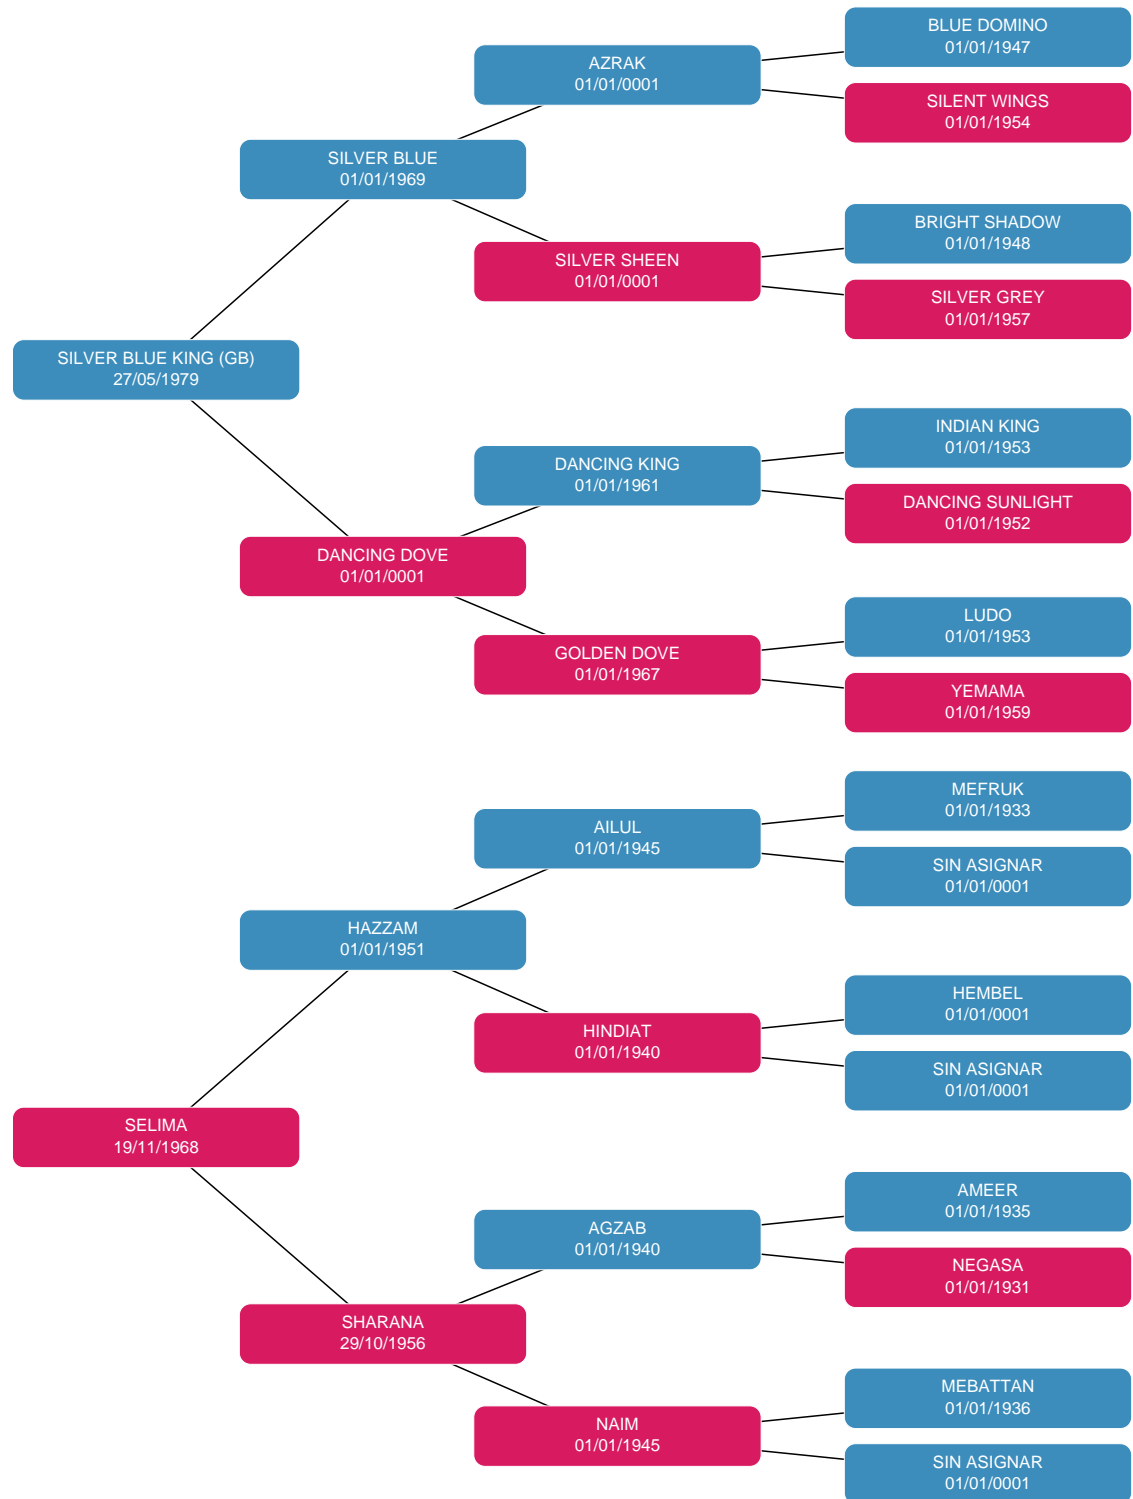 BLUE DOMINO
01/01/1947
AZRAK
01/01/0001
SILENT WINGS
01/01/1954
SILVER BLUE
01/01/1969
BRIGHT SHADOW
01/01/1948
SILVER SHEEN
01/01/0001
SILVER GREY
01/01/1957
SILVER BLUE KING (GB)
27/05/1979
INDIAN KING
01/01/1953
DANCING KING
01/01/1961
DANCING SUNLIGHT
01/01/1952
DANCING DOVE
01/01/0001
LUDO
01/01/1953
GOLDEN DOVE
01/01/1967
YEMAMA
01/01/1959
MEFRUK
01/01/1933
AILUL
01/01/1945
SIN ASIGNAR
01/01/0001
HAZZAM
01/01/1951
HEMBEL
01/01/0001
HINDIAT
01/01/1940
SIN ASIGNAR
01/01/0001
SELIMA
19/11/1968
AMEER
01/01/1935
AGZAB
01/01/1940
NEGASA
01/01/1931
SHARANA
29/10/1956
MEBATTAN
01/01/1936
NAIM
01/01/1945
SIN ASIGNAR
01/01/0001